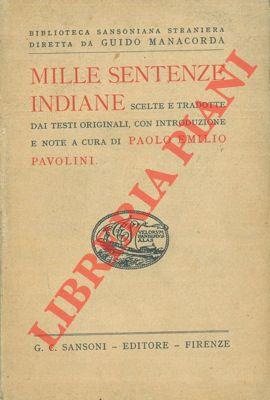 BIBLIOTECA SANSONIANA STRANIERA
DIRETTA DA GUIDO MANACORDA
MILLE SENTENZE
INDIANE SCELTE E TRADOTTE
DAI TESTI ORIGINALI, CON INTRODUZIONE
E NOTE A CURA DI PAOLO EMILIO
PAVOLINI
LIBRERIA PIANI
G. C. SANSONI – EDITORE – FIRENZE